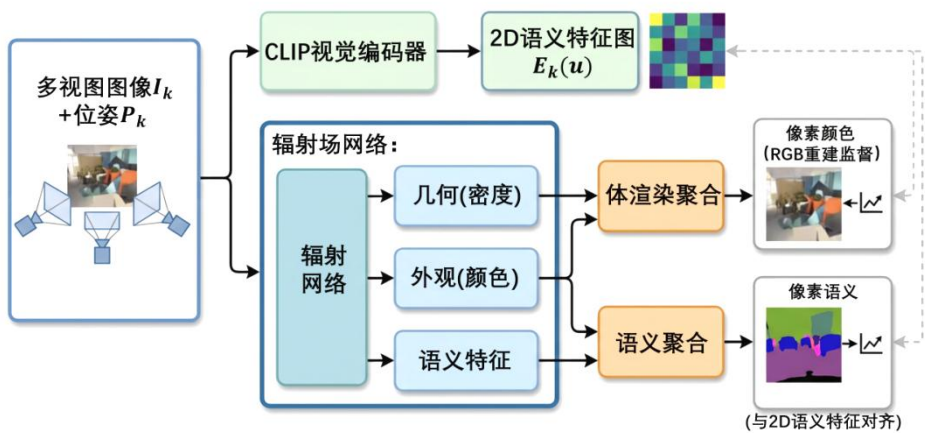 多视图图像I_k
+位姿P_k
CLIP视觉编码器
2D语义特征图
E_k(u)
辐射场网络：
辐射
网络
几何(密度)
外观(颜色)
语义特征
体渲染聚合
语义聚合
像素颜色
(RGB重建监督)
像素语义
(与2D语义特征对齐)